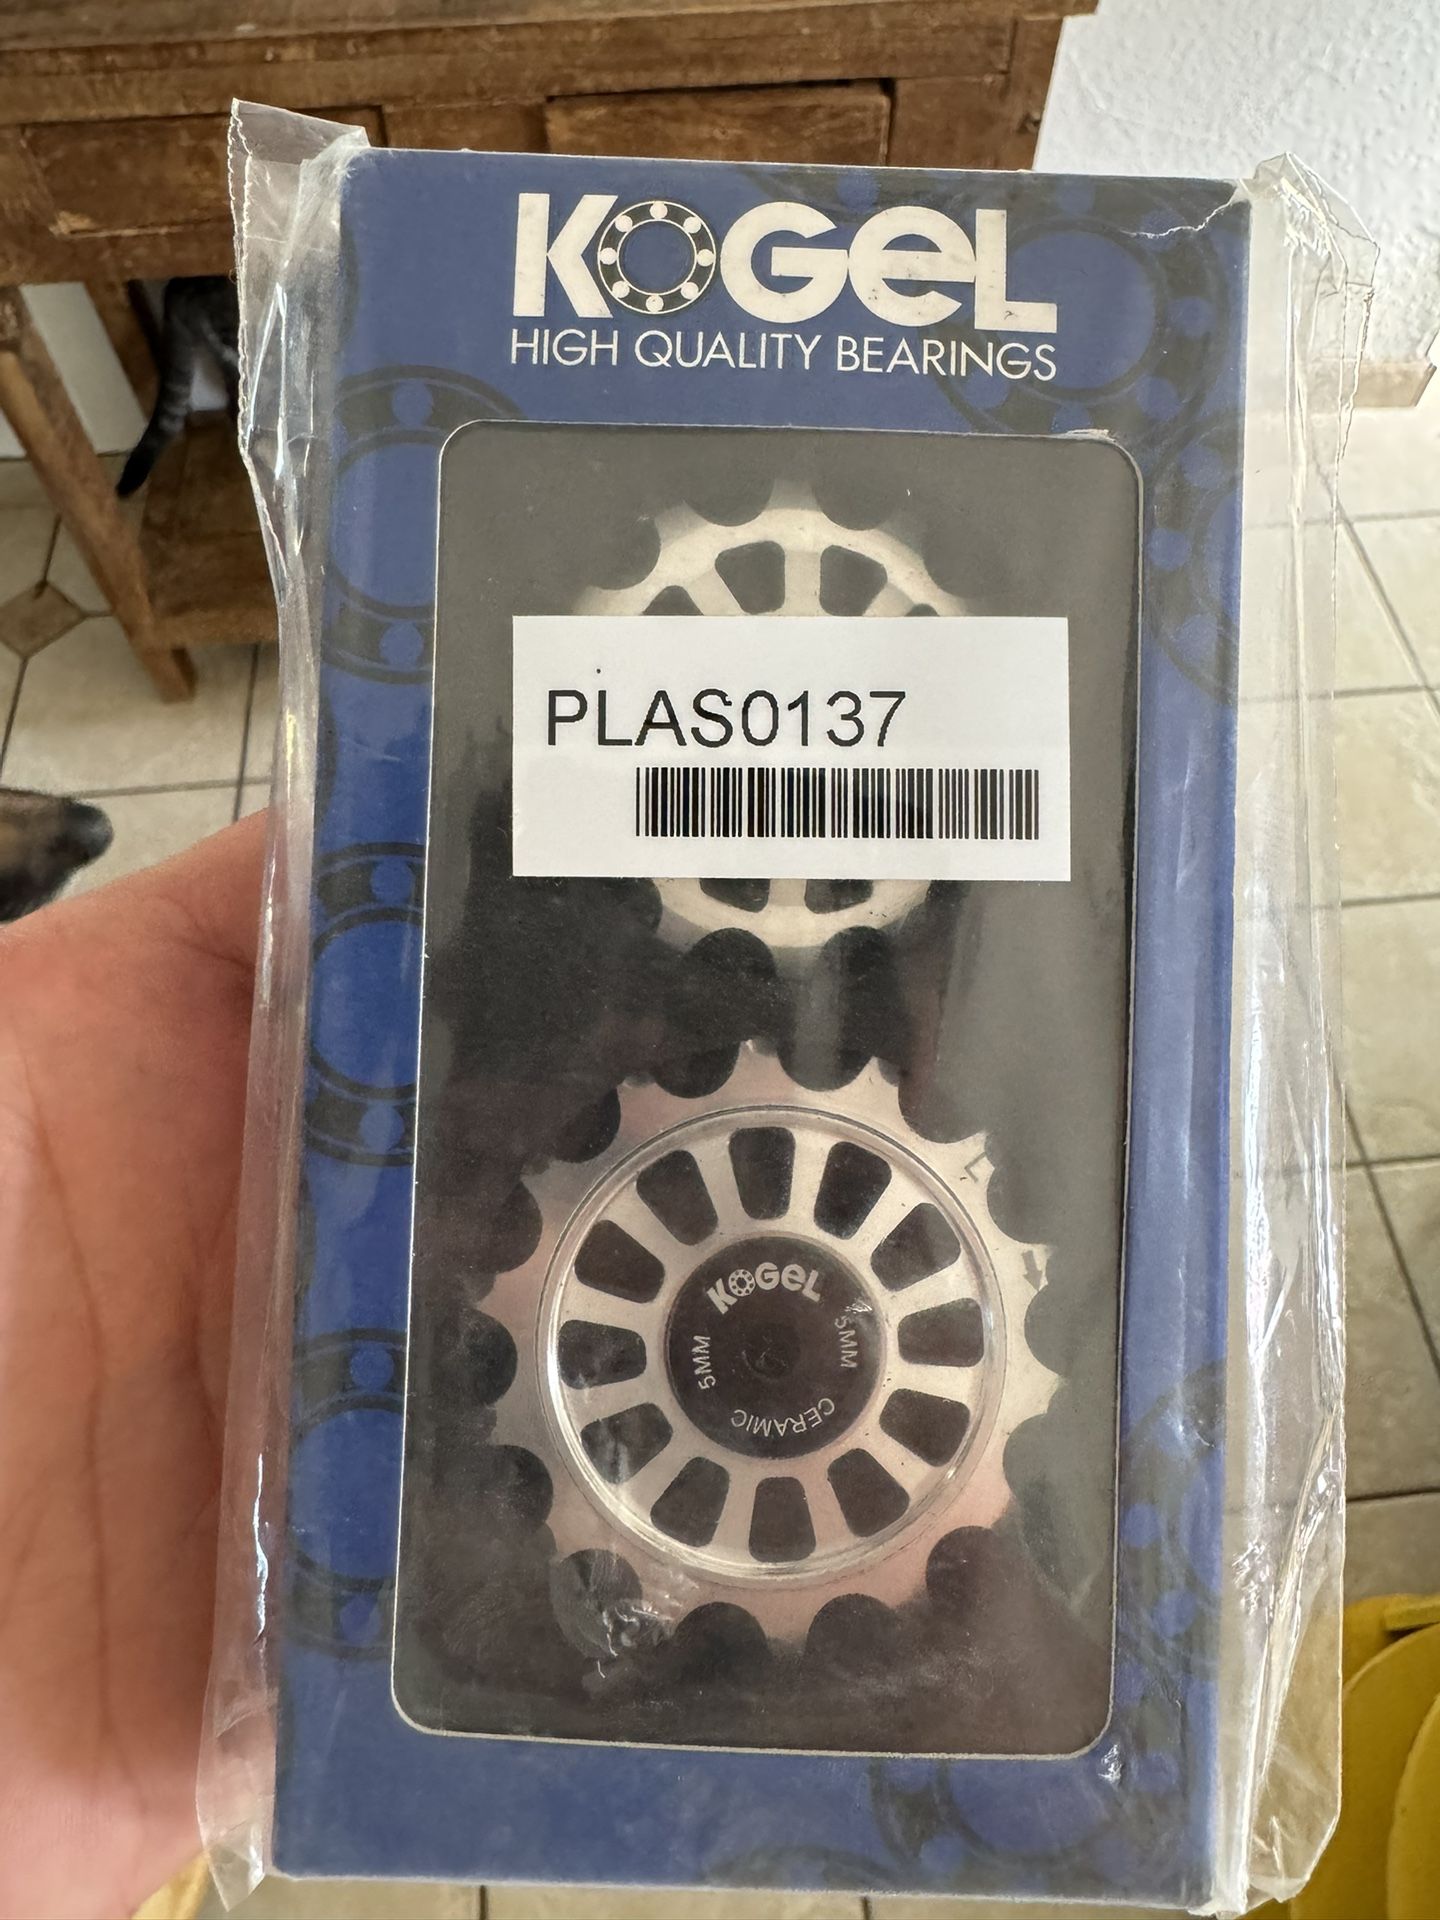 KOGEL
HIGH QUALITY BEARINGS
PLAS0137
KOGEL
5MM
5MM
CERAMIC